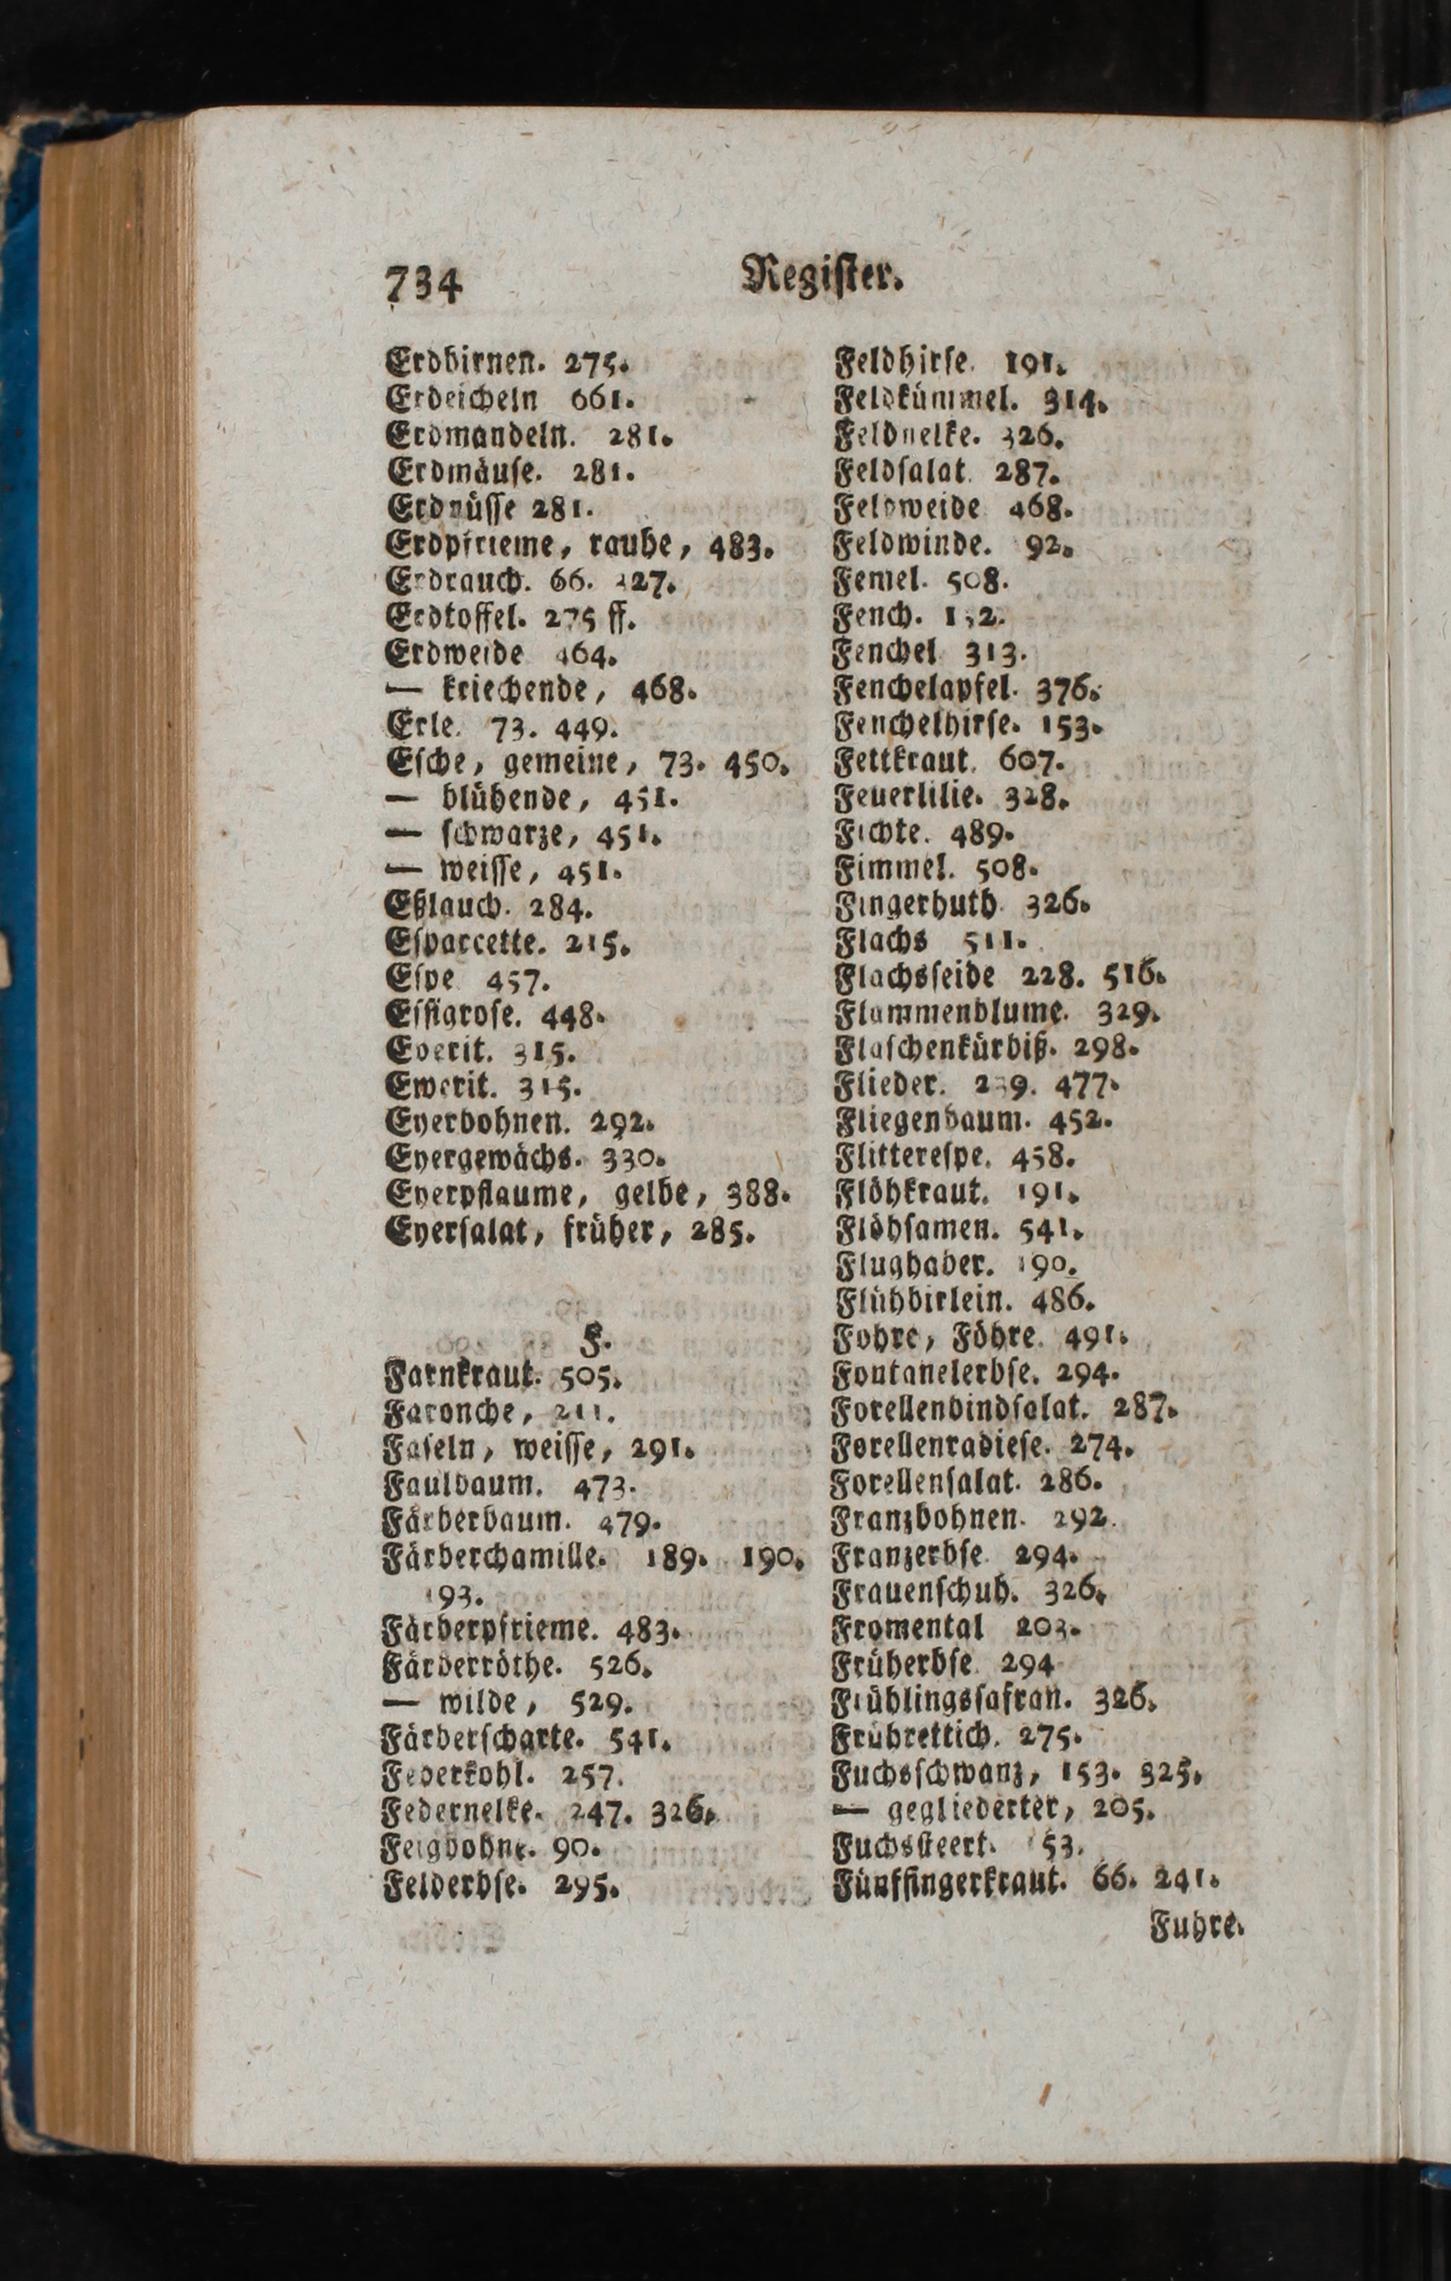 734
Register.
Erdbirnen. 275.
Erdeicheln 661.
Erdmandeln. 281.
Erdmäuse. 281.
Erdnüsse 281.
Erdpfrieme, rauhe, 483.
Erdrauch. 66. 227.
Erdtoffel. 275 ff.
Erdweide 464.
— kriechende, 468.
Erle. 73. 449.
Esche, gemeine, 73. 450.
— blühende, 451.
— schwarze, 451.
— weisse, 451.
Eßlauch. 284.
Esparcette. 215.
Espe 457.
Essigrose. 448.
Everit. 315.
Ewerit. 315.
Eyerbohnen. 292.
Eyergewächs. 330.
Eyerpflaume, gelbe, 388.
Eyersalat, früher, 285.
F.
Farnkraut. 505.
Faronche, 211.
Faseln, weisse, 291.
Faulbaum. 473.
Färberbaum. 479.
Färberchamille. 189. 190.
193.
Färberpfrieme. 483.
Färberröthe. 526.
— wilde, 529.
Färberscharte. 541.
Federkohl. 257.
Federnelke. 247. 326.
Feigbohne. 90.
Felderbse. 295.
Feldhirse. 191.
Feldkümmel. 314.
Feldnelke. 326.
Feldsalat. 287.
Feldweide 468.
Feldwinde. 92.
Femel. 508.
Fench.
Fenchel 313.
Fenchelapfel. 376.
Fenchelhirse. 153.
Fettkraut. 607.
Feuerlilie. 328.
Fichte. 489.
Fimmel. 508.
Fingerhuth. 326.
Flachs 511.
Flachsseide 228. 516.
Flammenblume. 329.
Flaschenkürbiß. 298.
Flieder. 239. 477.
Fliegenbaum. 452.
Flitterespe. 458.
Flöhkraut. 191.
Flöhsamen. 541.
Flughaber. 190.
Flühbirlein. 486.
Fohre, Föhre. 491.
Fontanelerbse. 294.
Forellenbindsalat. 287.
Forellenradiese. 274.
Forellensalat. 286.
Franzbohnen. 292.
Franzerbse 294.
Frauenschuh. 326.
Fromental 203.
Früherbse 294
Frühlingssafran. 326.
Frührettich. 275.
Fuchsschwanz, 153. 325.
— gegliederter, 205.
Fuchssteert. 153.
Fünffingerkraut. 66. 241.
Fuhre.